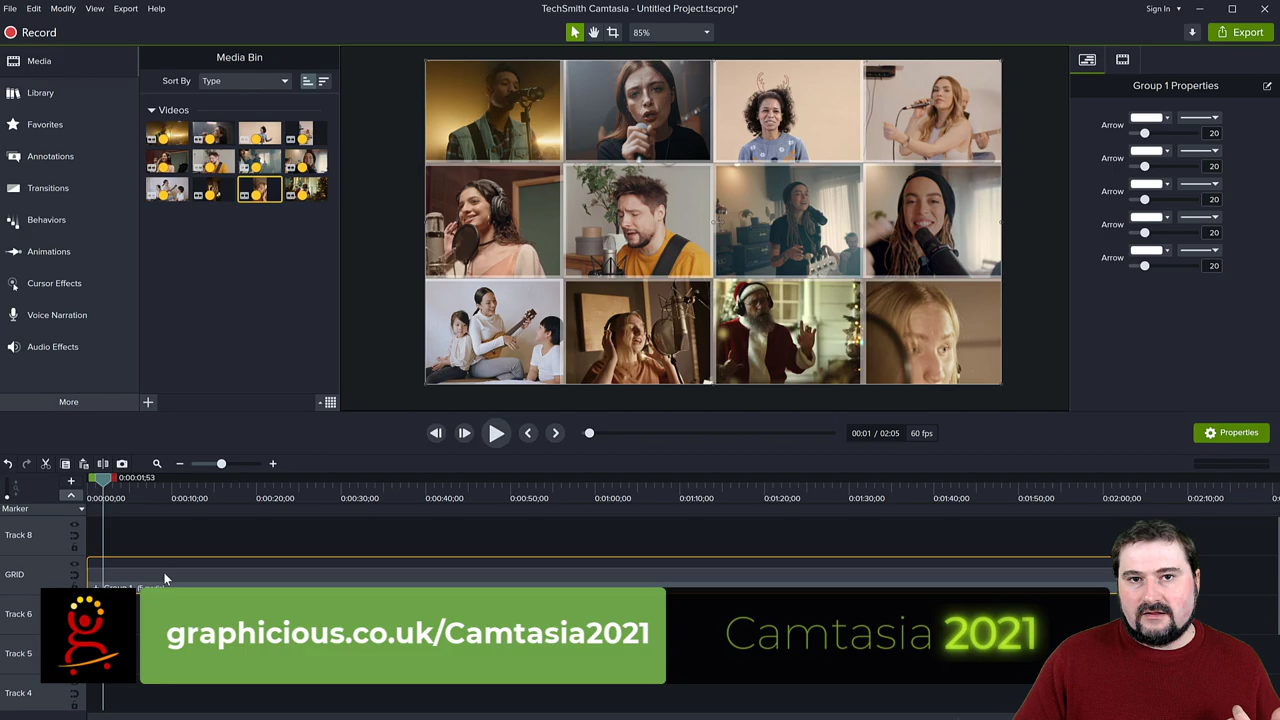 File Edit Modify View Export Help
TechSmith Camtasia - Untitled Project.tscproj*
Sign In
Record
85%
Export
Media
Library
Favorites
Annotations
Transitions
Behaviors
Animations
Cursor Effects
Voice Narration
Audio Effects
More
Media Bin
Sort By Type
Videos
Group 1 Properties
Arrow
20
Arrow
20
Arrow
20
Arrow
20
Arrow
20
00:01 / 02:05 60 fps
Properties
0:00:01;53
0:00:00;00 0:00:10;00 0:00:20;00 0:00:30;00 0:00:40;00 0:00:50;00 0:01:00;00 0:01:10;00 0:01:20;00 0:01:30;00 0:01:40;00 0:01:50;00 0:02:00;00 0:02:10;00
Marker
Track 8
GRID
Track 6
Track 5
Track 4
graphicious.co.uk/Camtasia2021
Camtasia 2021